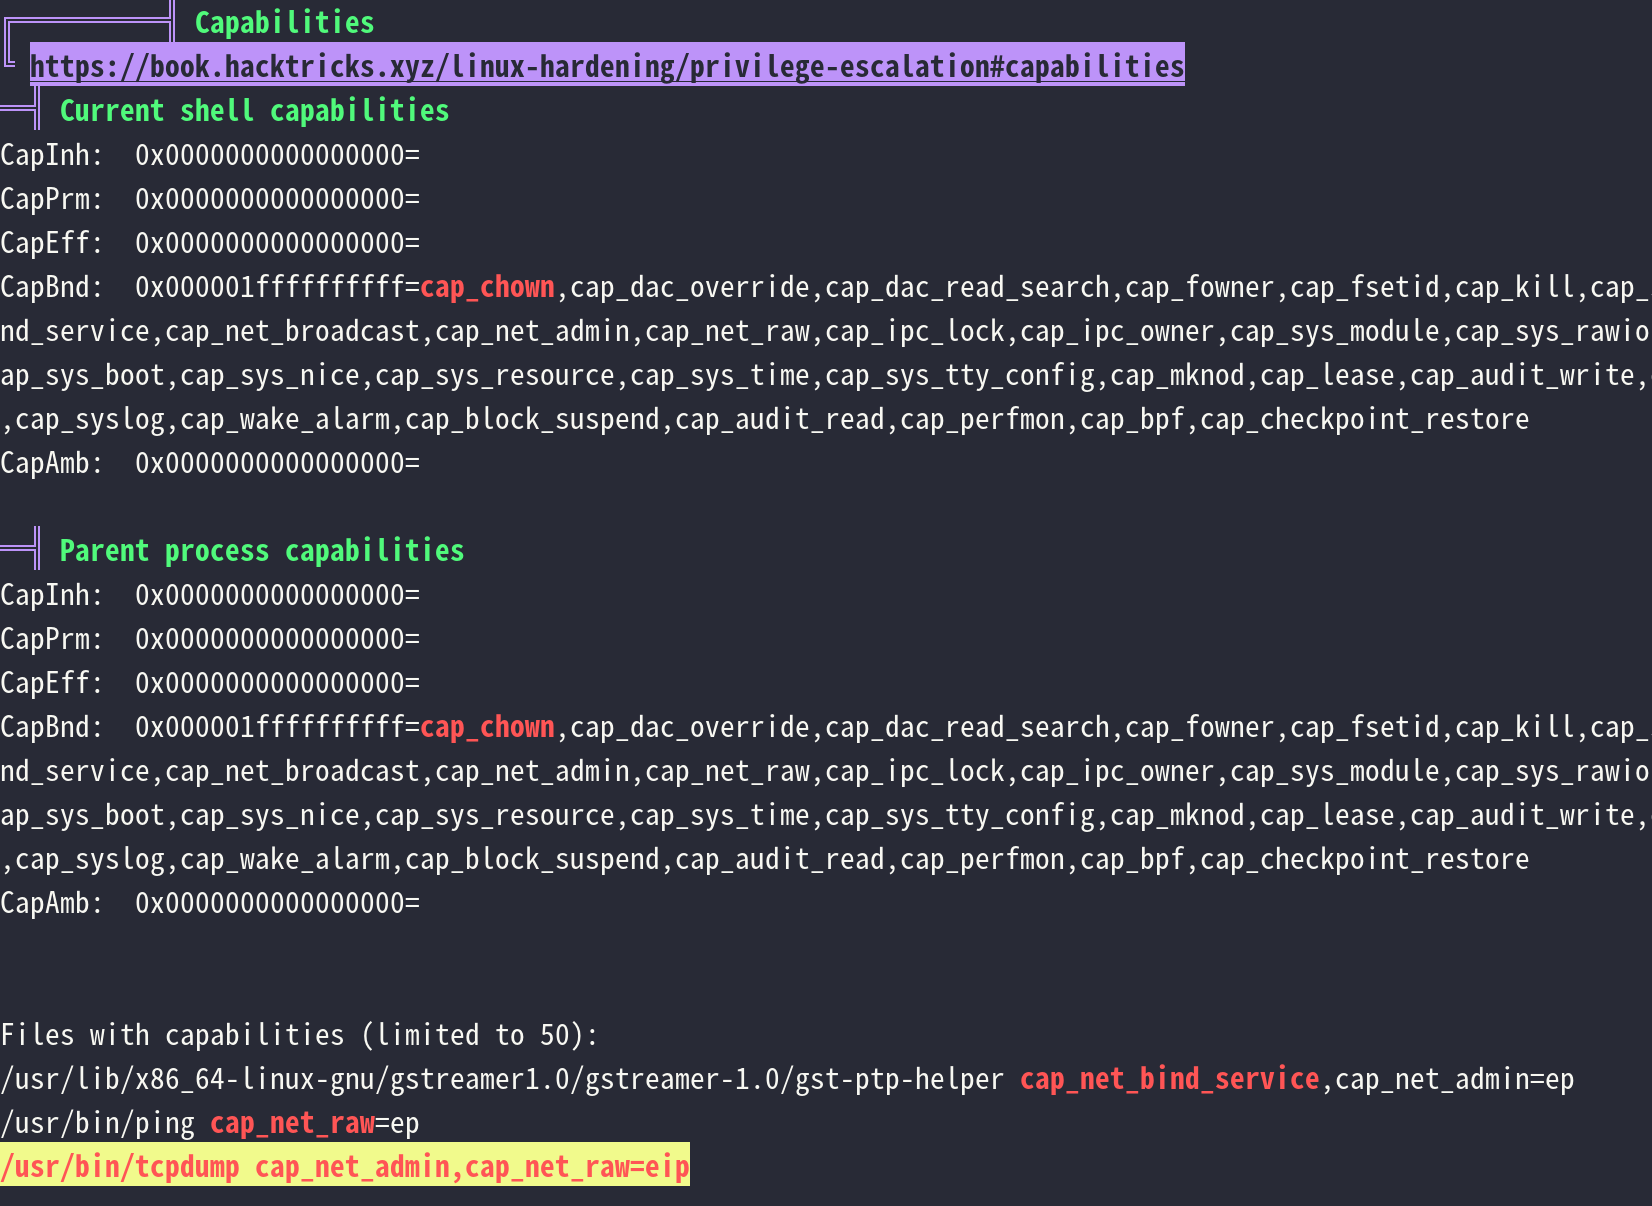 Capabilities
https://book.hacktricks.xyz/linux-hardening/privilege-escalation#capabilities
Current shell capabilities
CapInh:  0x0000000000000000=
CapPrm:  0x0000000000000000=
CapEff:  0x0000000000000000=
CapBnd:  0x000001ffffffffff=cap_chown,cap_dac_override,cap_dac_read_search,cap_fowner,cap_fsetid,cap_kill,cap_
nd_service,cap_net_broadcast,cap_net_admin,cap_net_raw,cap_ipc_lock,cap_ipc_owner,cap_sys_module,cap_sys_rawio
ap_sys_boot,cap_sys_nice,cap_sys_resource,cap_sys_time,cap_sys_tty_config,cap_mknod,cap_lease,cap_audit_write,
,cap_syslog,cap_wake_alarm,cap_block_suspend,cap_audit_read,cap_perfmon,cap_bpf,cap_checkpoint_restore
CapAmb:  0x0000000000000000=
Parent process capabilities
CapInh:  0x0000000000000000=
CapPrm:  0x0000000000000000=
CapEff:  0x0000000000000000=
CapBnd:  0x000001ffffffffff=cap_chown,cap_dac_override,cap_dac_read_search,cap_fowner,cap_fsetid,cap_kill,cap_
nd_service,cap_net_broadcast,cap_net_admin,cap_net_raw,cap_ipc_lock,cap_ipc_owner,cap_sys_module,cap_sys_rawio
ap_sys_boot,cap_sys_nice,cap_sys_resource,cap_sys_time,cap_sys_tty_config,cap_mknod,cap_lease,cap_audit_write,
,cap_syslog,cap_wake_alarm,cap_block_suspend,cap_audit_read,cap_perfmon,cap_bpf,cap_checkpoint_restore
CapAmb:  0x0000000000000000=
Files with capabilities (limited to 50):
/usr/lib/x86_64-linux-gnu/gstreamer1.0/gstreamer-1.0/gst-ptp-helper cap_net_bind_service,cap_net_admin=ep
/usr/bin/ping cap_net_raw=ep
/usr/bin/tcpdump cap_net_admin,cap_net_raw=eip